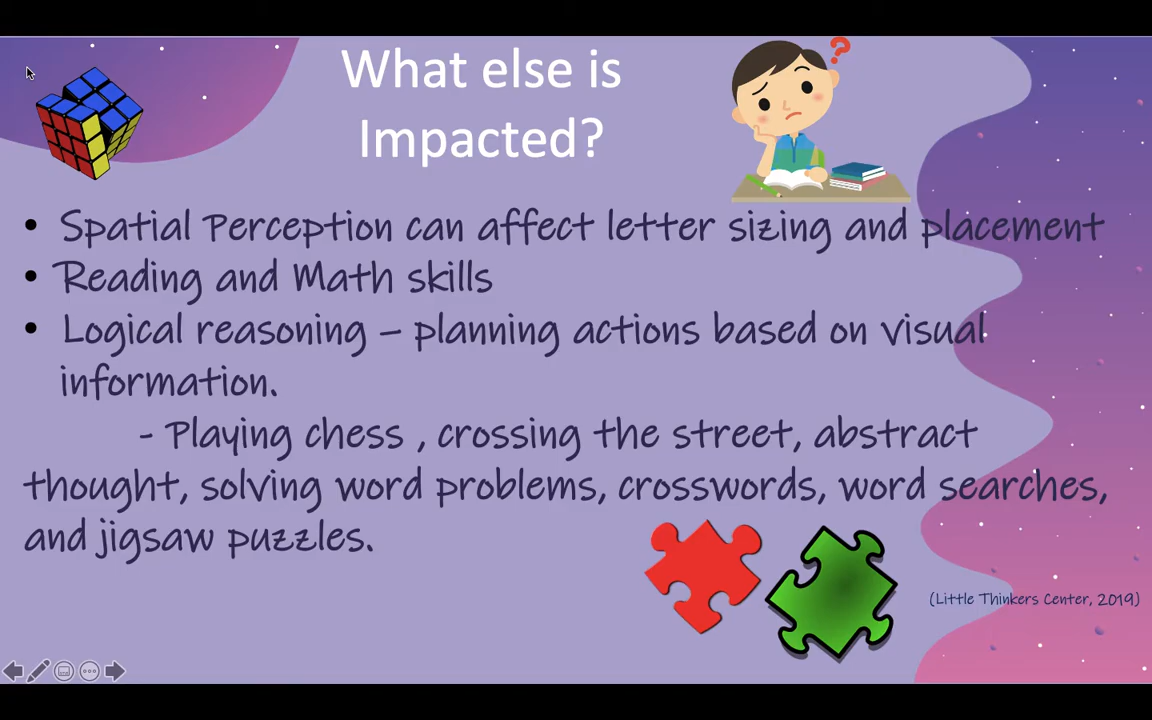 What else is
Impacted?
?
• Spatial Perception can affect letter sizing and placement
• Reading and Math skills
• Logical reasoning – planning actions based on visual
information.
- Playing chess , crossing the street, abstract
thought, solving word problems, crosswords, word searches,
and jigsaw puzzles.
(Little Thinkers Center, 2019)